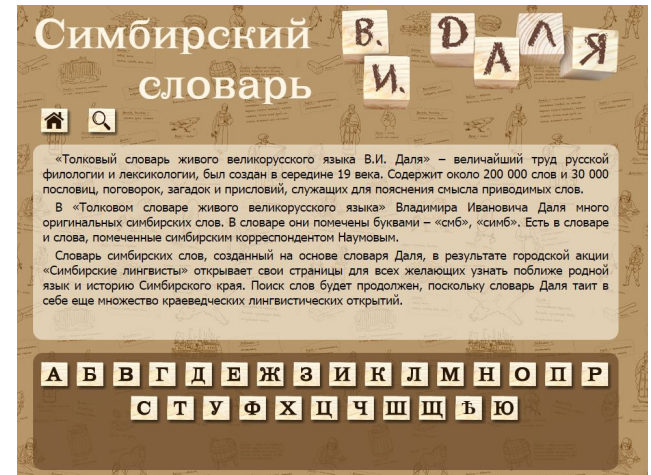 Симбирский В. И. ДАЛЯ
словарь
«Толковый словарь живого великорусского языка В.И. Даля» – величайший труд русской
филологии и лексикологии, был создан в середине 19 века. Содержит около 200 000 слов и 30 000
пословиц, поговорок, загадок и присловий, служащих для пояснения смысла приводимых слов.
В «Толковом словаре живого великорусского языка» Владимира Ивановича Даля много
оригинальных симбирских слов. В словаре они помечены буквами – «смб», «симб». Есть в словаре
и слова, помеченные симбирским корреспондентом Наумовым.
Словарь симбирских слов, созданный на основе словаря Даля, в результате городской акции
«Симбирские лингвисты» открывает свои страницы для всех желающих узнать поближе родной
язык и историю Симбирского края. Поиск слов будет продолжен, поскольку словарь Даля таит в
себе еще множество краеведческих лингвистических открытий.
А Б В Г Д Е Ж З И К Л М Н О П Р
С Т У Ф Х Ц Ч Ш Щ Ѣ Ю